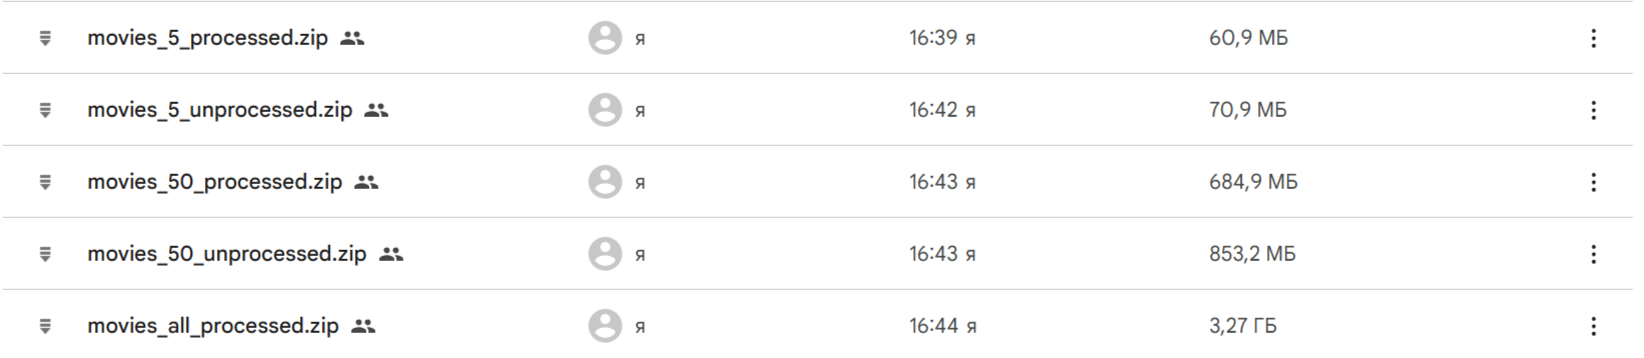 movies_5_processed.zip я 16:39 я 60,9 МБ
movies_5_unprocessed.zip я 16:42 я 70,9 МБ
movies_50_processed.zip я 16:43 я 684,9 МБ
movies_50_unprocessed.zip я 16:43 я 853,2 МБ
movies_all_processed.zip я 16:44 я 3,27 ГБ